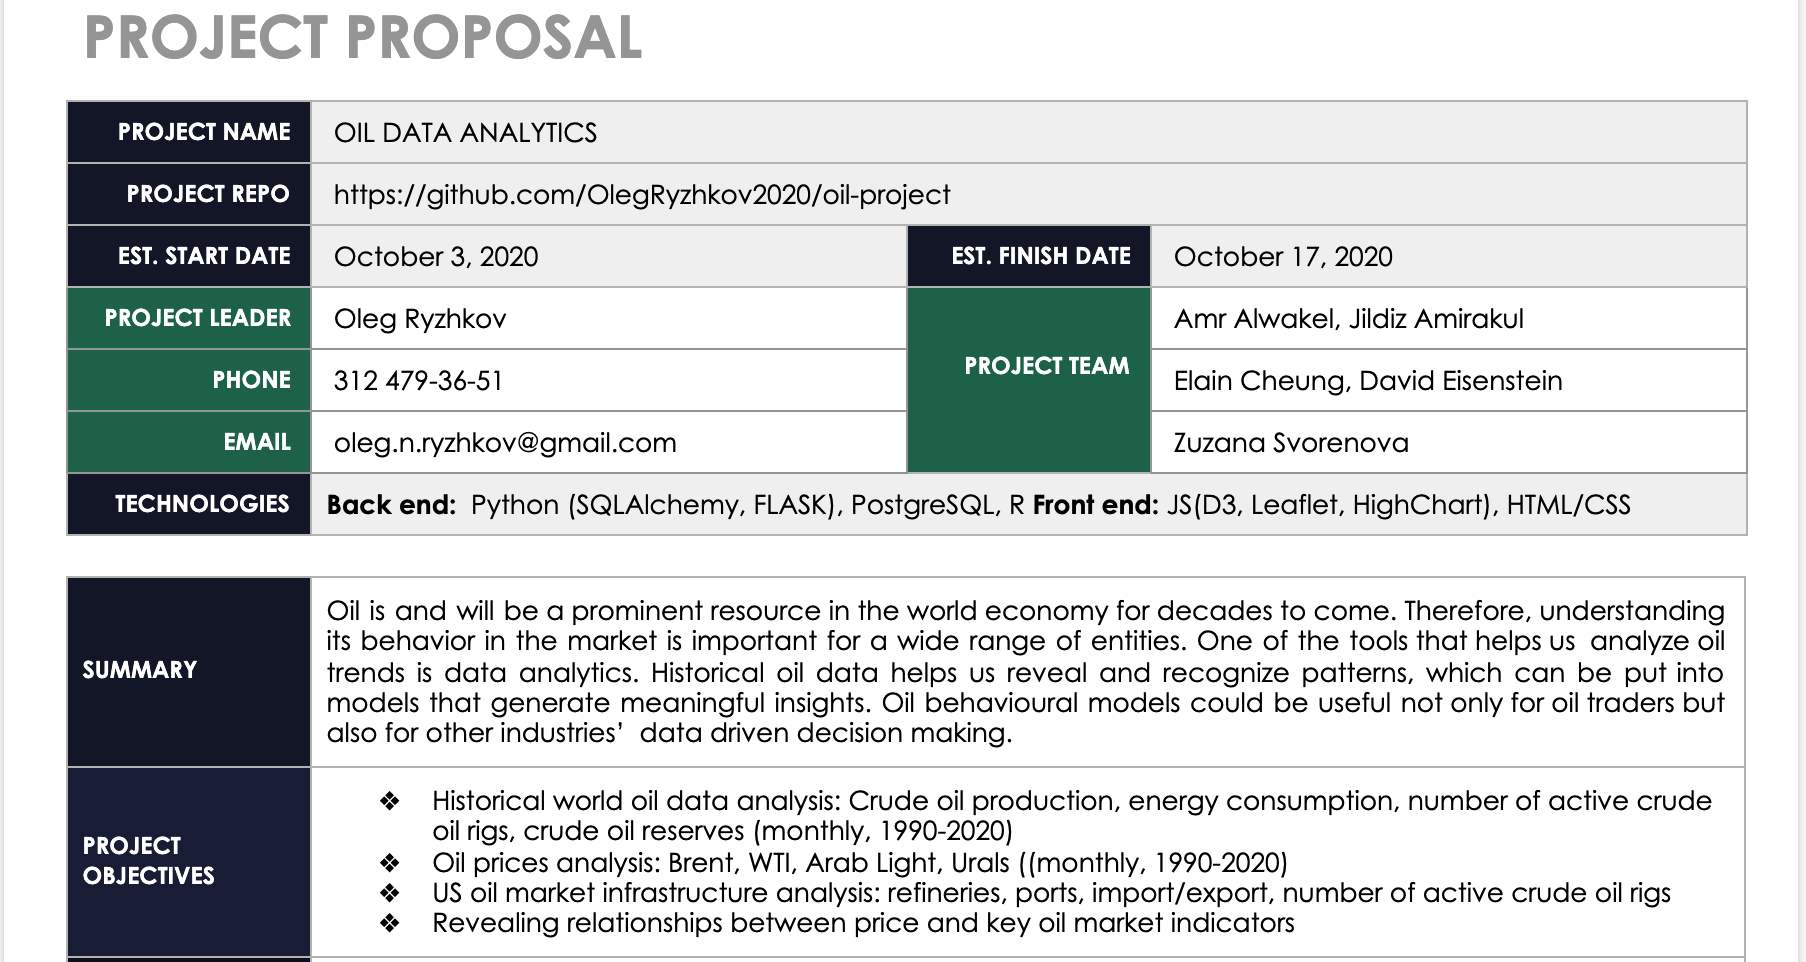 PROJECT PROPOSAL
PROJECT NAME OIL DATA ANALYTICS
PROJECT REPO https://github.com/OlegRyzhkov2020/oil-project
EST. START DATE October 3, 2020 EST. FINISH DATE October 17, 2020
PROJECT LEADER Oleg Ryzhkov PROJECT TEAM Amr Alwakel, Jildiz Amirakul
PHONE 312 479-36-51 Elain Cheung, David Eisenstein
EMAIL oleg.n.ryzhkov@gmail.com Zuzana Svorenova
TECHNOLOGIES Back end: Python (SQLAlchemy, FLASK), PostgreSQL, R Front end: JS(D3, Leaflet, HighChart), HTML/CSS
SUMMARY
Oil is and will be a prominent resource in the world economy for decades to come. Therefore, understanding
its behavior in the market is important for a wide range of entities. One of the tools that helps us analyze oil
trends is data analytics. Historical oil data helps us reveal and recognize patterns, which can be put into
models that generate meaningful insights. Oil behavioural models could be useful not only for oil traders but
also for other industries’ data driven decision making.
PROJECT
OBJECTIVES
❖ Historical world oil data analysis: Crude oil production, energy consumption, number of active crude
oil rigs, crude oil reserves (monthly, 1990-2020)
❖ Oil prices analysis: Brent, WTI, Arab Light, Urals ((monthly, 1990-2020)
❖ US oil market infrastructure analysis: refineries, ports, import/export, number of active crude oil rigs
❖ Revealing relationships between price and key oil market indicators